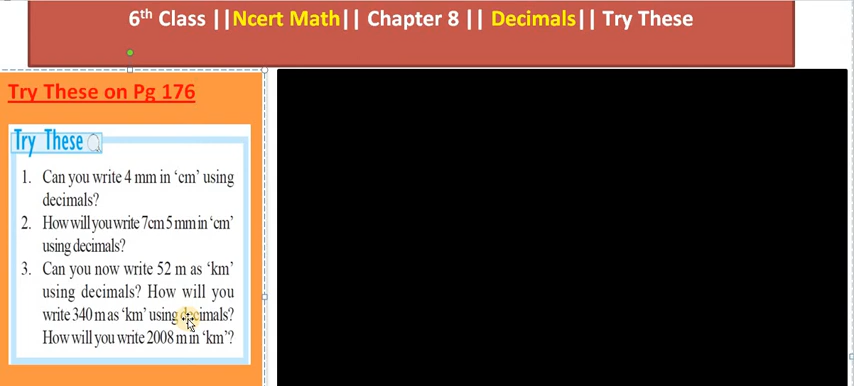 6th Class ||Ncert Math|| Chapter 8 || Decimals|| Try These
Try These on Pg 176
Try These
1. Can you write 4 mm in ‘cm’ using
decimals?
2. How will you write 7cm 5 mm in ‘cm’
using decimals?
3. Can you now write 52 m as ‘km’
using decimals? How will you
write 340 m as ‘km’ using decimals?
How will you write 2008 m in ‘km’?